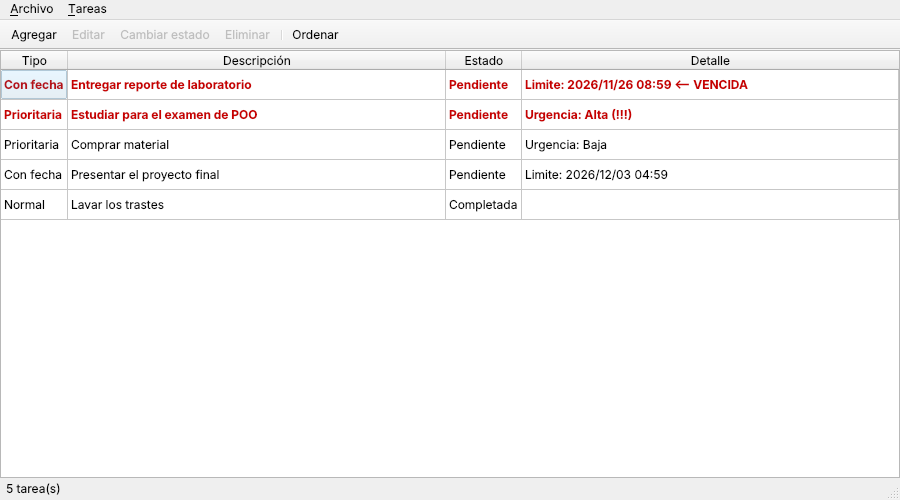 Archivo Tareas
Agregar Editar Cambiar estado Eliminar Ordenar
Tipo Descripción Estado Detalle
Con fecha Entregar reporte de laboratorio Pendiente Limite: 2026/11/26 08:59 <-- VENCIDA
Prioritaria Estudiar para el examen de POO Pendiente Urgencia: Alta (!!!)
Prioritaria Comprar material Pendiente Urgencia: Baja
Con fecha Presentar el proyecto final Pendiente Limite: 2026/12/03 04:59
Normal Lavar los trastes Completada
5 tarea(s)